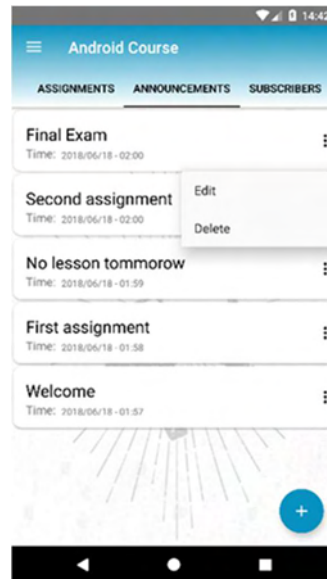 14:42
Android Course
ASSIGNMENTS ANNOUNCEMENTS SUBSCRIBERS
Final Exam
Time: 2018/06/18 - 02:00
Edit
Second assignment
Time: 2018/06/18 - 02:00
Delete
No lesson tommorow
Time: 2018/06/18 - 01:59
First assignment
Time: 2018/06/18 - 01:58
Welcome
Time: 2018/06/18 - 01:57
+